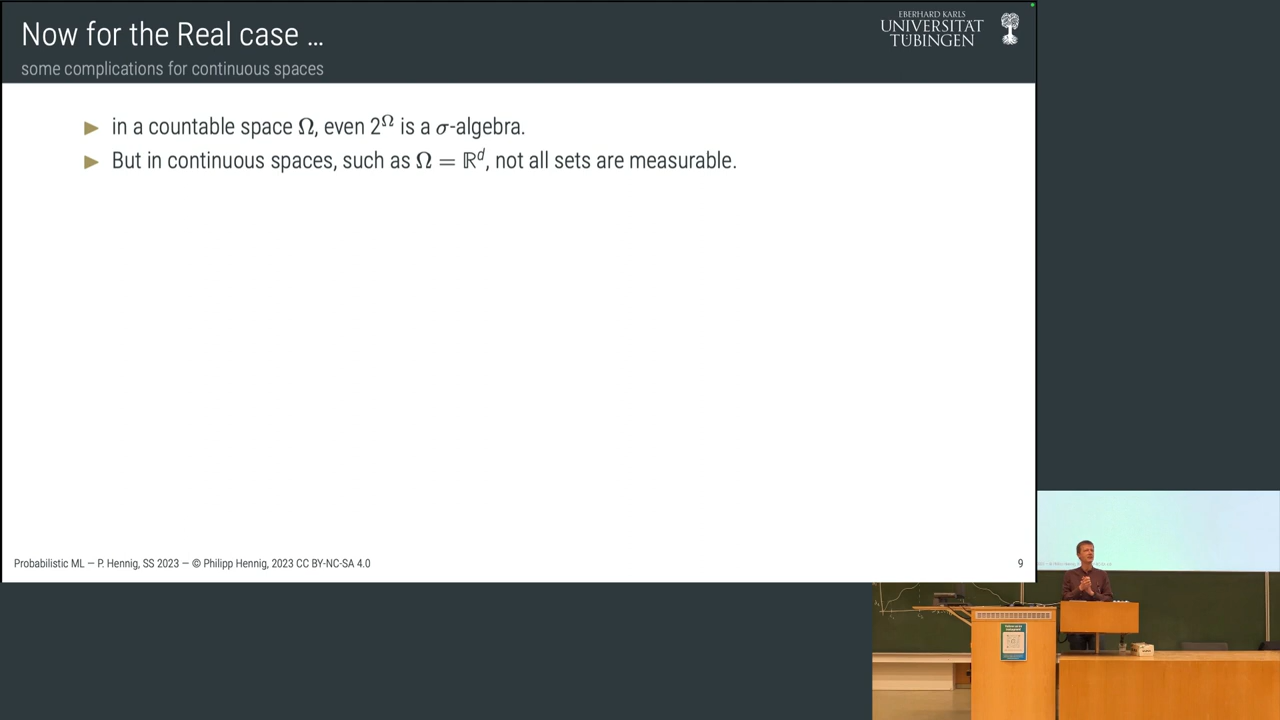 Now for the Real case …
some complications for continuous spaces
EBERHARD KARLS
UNIVERSITÄT
TÜBINGEN
▶ in a countable space Ω, even 2^Ω is a σ-algebra.
▶ But in continuous spaces, such as Ω = ℝ^d, not all sets are measurable.
Probabilistic ML — P. Hennig, SS 2023 — © Philipp Hennig, 2023 CC BY-NC-SA 4.0
9